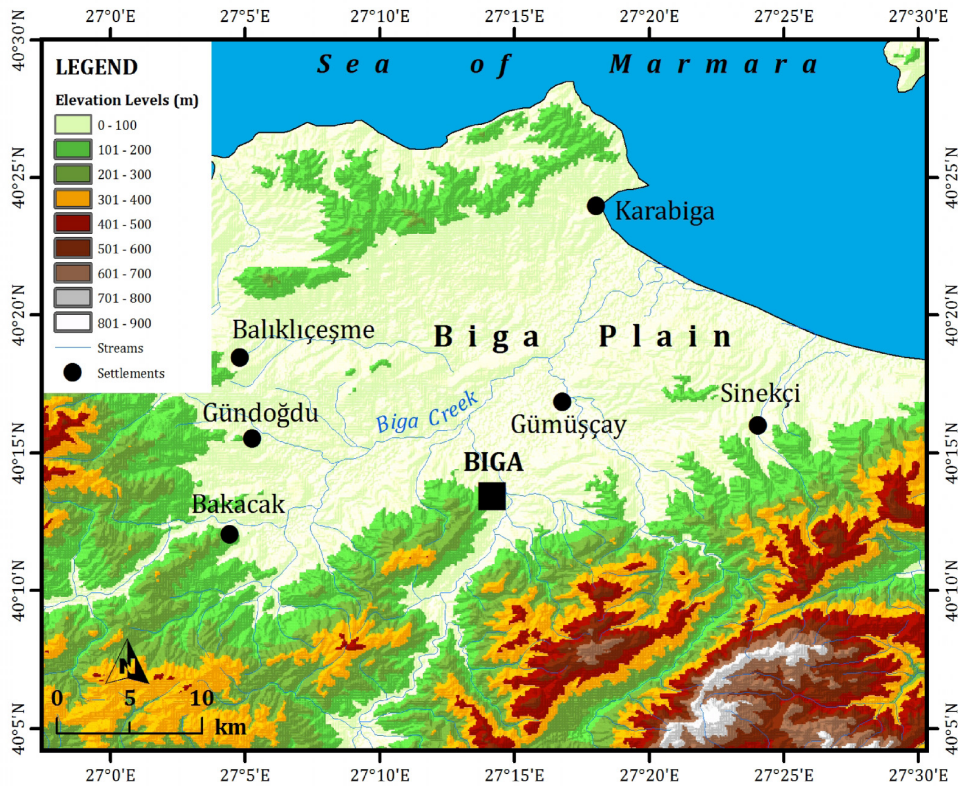 27°0'E 27°5'E 27°10'E 27°15'E 27°20'E 27°25'E 27°30'E
40°30'N 40°30'N
Sea of Marmara
LEGEND
Elevation Levels (m)
0 - 100
101 - 200
201 - 300
301 - 400
401 - 500
501 - 600
601 - 700
701 - 800
801 - 900
Streams
Settlements
40°25'N 40°25'N
Karabiga
40°20'N 40°20'N
Biga Plain
Balıklıçeşme
Sinekçi
Gündoğdu
Biga Creek
Gümüşçay
40°15'N 40°15'N
BIGA
Bakacak
40°10'N 40°10'N
N
0 5 10
km
40°5'N 40°5'N
27°0'E 27°5'E 27°10'E 27°15'E 27°20'E 27°25'E 27°30'E